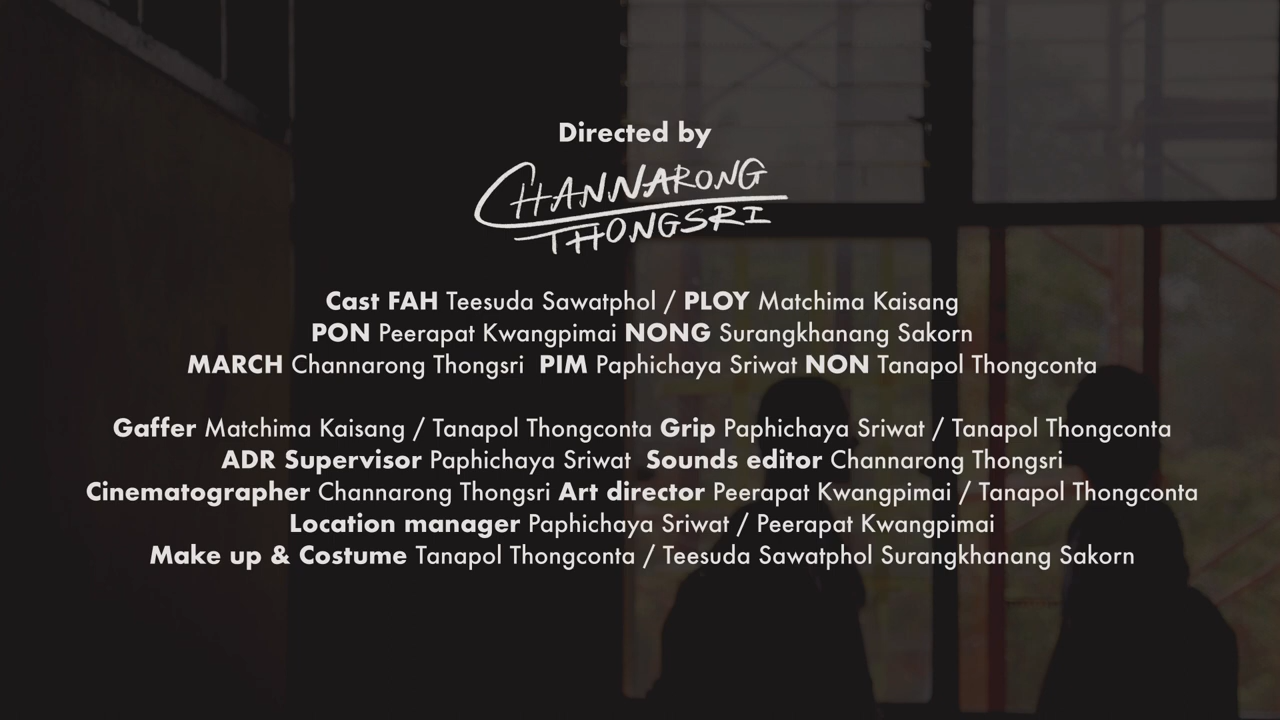 Directed by
CHANNARONG
THONGSRI
Cast FAH Teesuda Sawatphol / PLOY Matchima Kaisang
PON Peerapat Kwangpimai NONG Surangkhanang Sakorn
MARCH Channarong Thongsri PIM Paphichaya Sriwat NON Tanapol Thongconta
Gaffer Matchima Kaisang / Tanapol Thongconta Grip Paphichaya Sriwat / Tanapol Thongconta
ADR Supervisor Paphichaya Sriwat Sounds editor Channarong Thongsri
Cinematographer Channarong Thongsri Art director Peerapat Kwangpimai / Tanapol Thongconta
Location manager Paphichaya Sriwat / Peerapat Kwangpimai
Make up & Costume Tanapol Thongconta / Teesuda Sawatphol Surangkhanang Sakorn